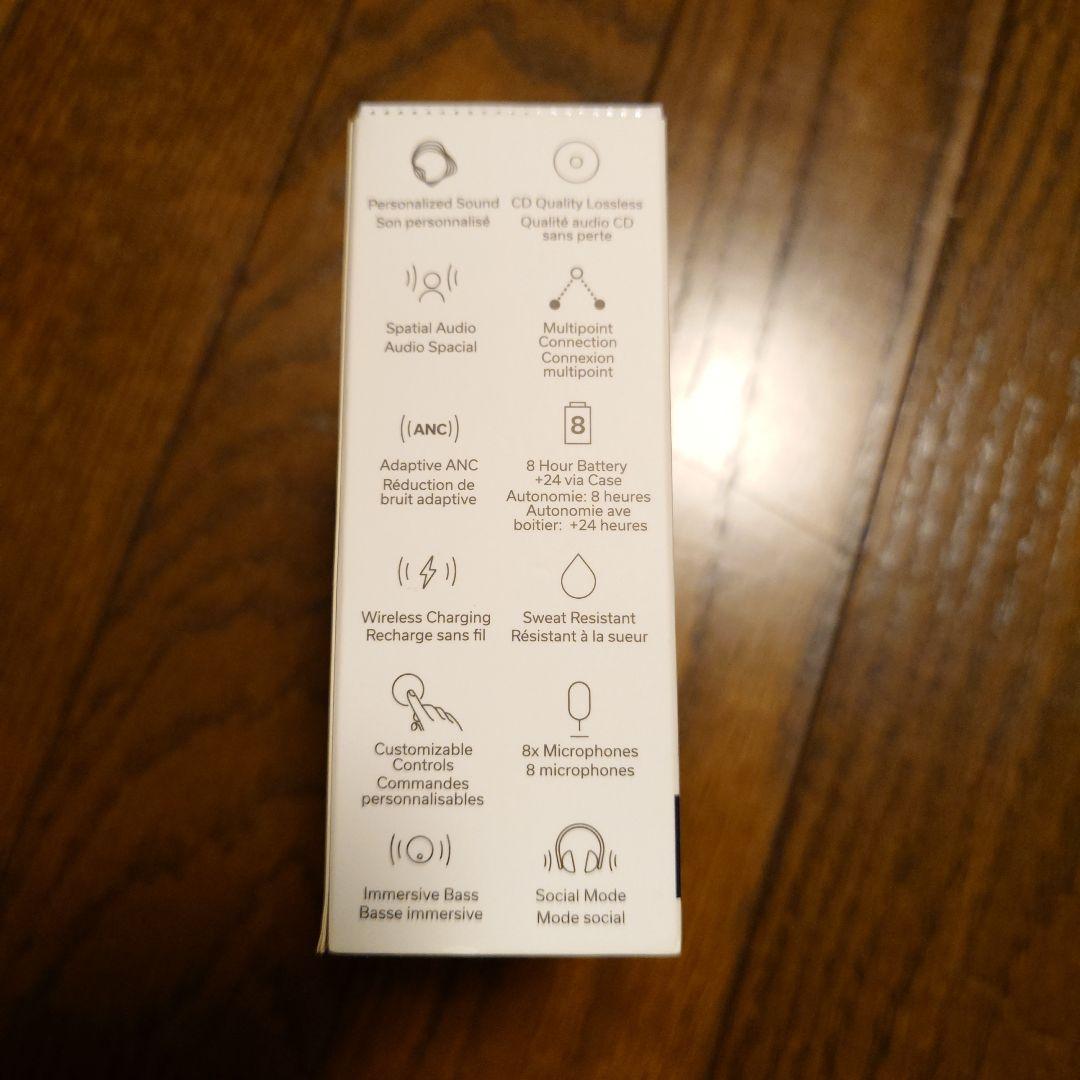 Personalized Sound
Son personnalisé
CD Quality Lossless
Qualité audio CD
sans perte
Spatial Audio
Audio Spacial
Multipoint
Connection
Connexion
multipoint
ANC
Adaptive ANC
Réduction de
bruit adaptive
8
8 Hour Battery
+24 via Case
Autonomie: 8 heures
Autonomie ave
boitier: +24 heures
Wireless Charging
Recharge sans fil
Sweat Resistant
Résistant à la sueur
Customizable
Controls
Commandes
personnalisables
8x Microphones
8 microphones
Immersive Bass
Basse immersive
Social Mode
Mode social